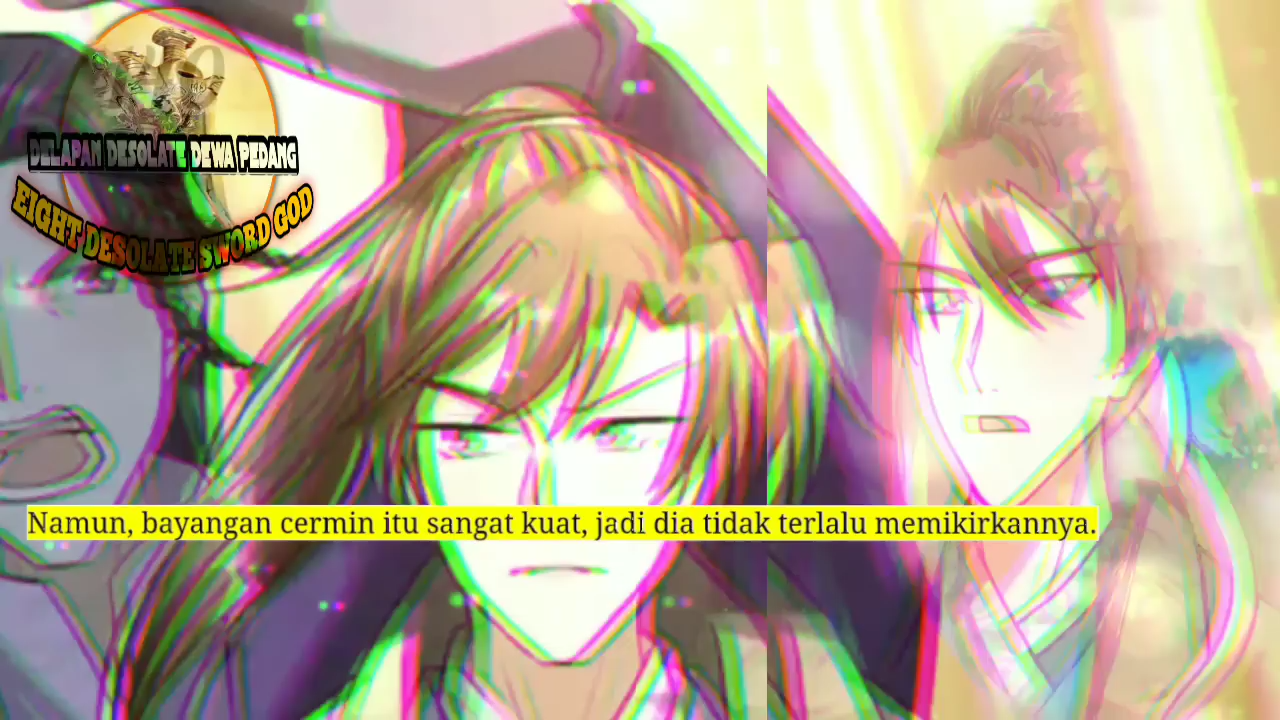 DELAPAN DESOLATE DEWA PEDANG
EIGHT DESOLATE SWORD GOD
Namun, bayangan cermin itu sangat kuat, jadi dia tidak terlalu memikirkannya.